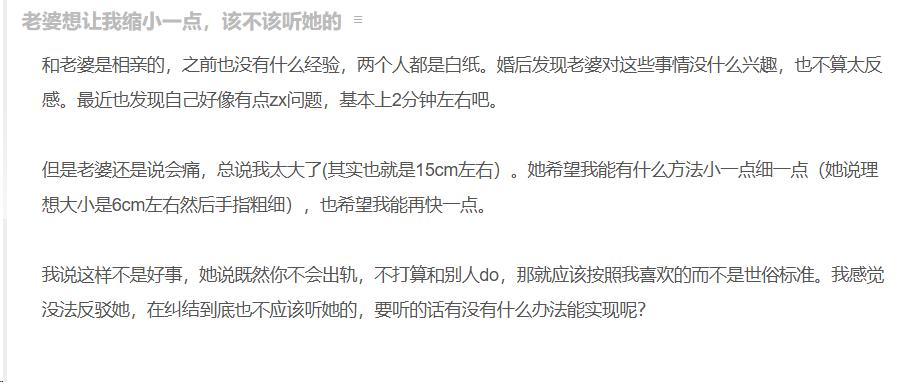 老婆想让我缩小一点，该不该听她的
和老婆是相亲的，之前也没有什么经验，两个人都是白纸。婚后发现老婆对这些事情没什么兴趣，也不算太反
感。最近也发现自己好像有点zx问题，基本上2分钟左右吧。
但是老婆还是说会痛，总说我太大了(其实也就是15cm左右）。她希望我能有什么方法小一点细一点（她说理
想大小是6cm左右然后手指粗细），也希望我能再快一点。
我说这样不是好事，她说既然你不会出轨，不打算和别人do，那就应该按照我喜欢的而不是世俗标准。我感觉
没法反驳她，在纠结到底也不应该听她的，要听的话有没有什么办法能实现呢?